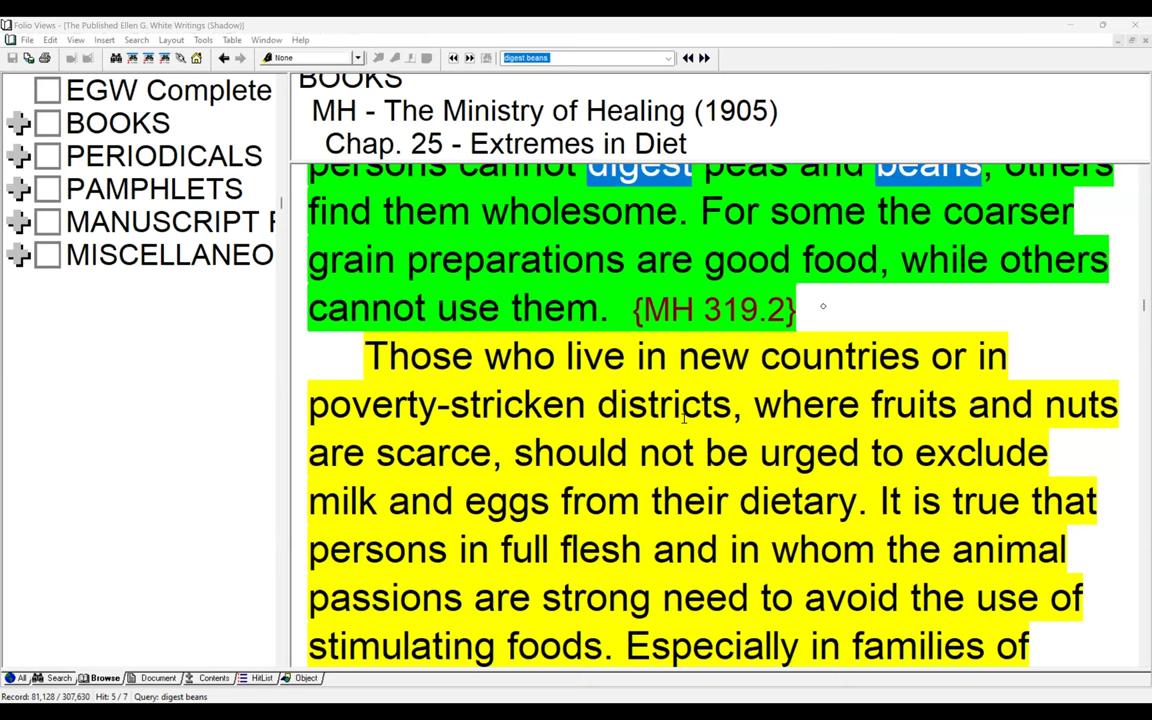 Folio Views - [The Published Ellen G. White Writings (Shadow)]
File Edit View Insert Search Layout Tools Table Window Help
None
digest beans
EGW Complete
BOOKS
PERIODICALS
PAMPHLETS
MANUSCRIPT R
MISCELLANEO
BOOKS
MH - The Ministry of Healing (1905)
Chap. 25 - Extremes in Diet
persons cannot digest peas and beans, others
find them wholesome. For some the coarser
grain preparations are good food, while others
cannot use them. {MH 319.2}
Those who live in new countries or in
poverty-stricken districts, where fruits and nuts
are scarce, should not be urged to exclude
milk and eggs from their dietary. It is true that
persons in full flesh and in whom the animal
passions are strong need to avoid the use of
stimulating foods. Especially in families of
All Search Browse Document Contents HitList Object
Record: 81,128 / 307,630 Hit: 5 / 7 Query: digest beans